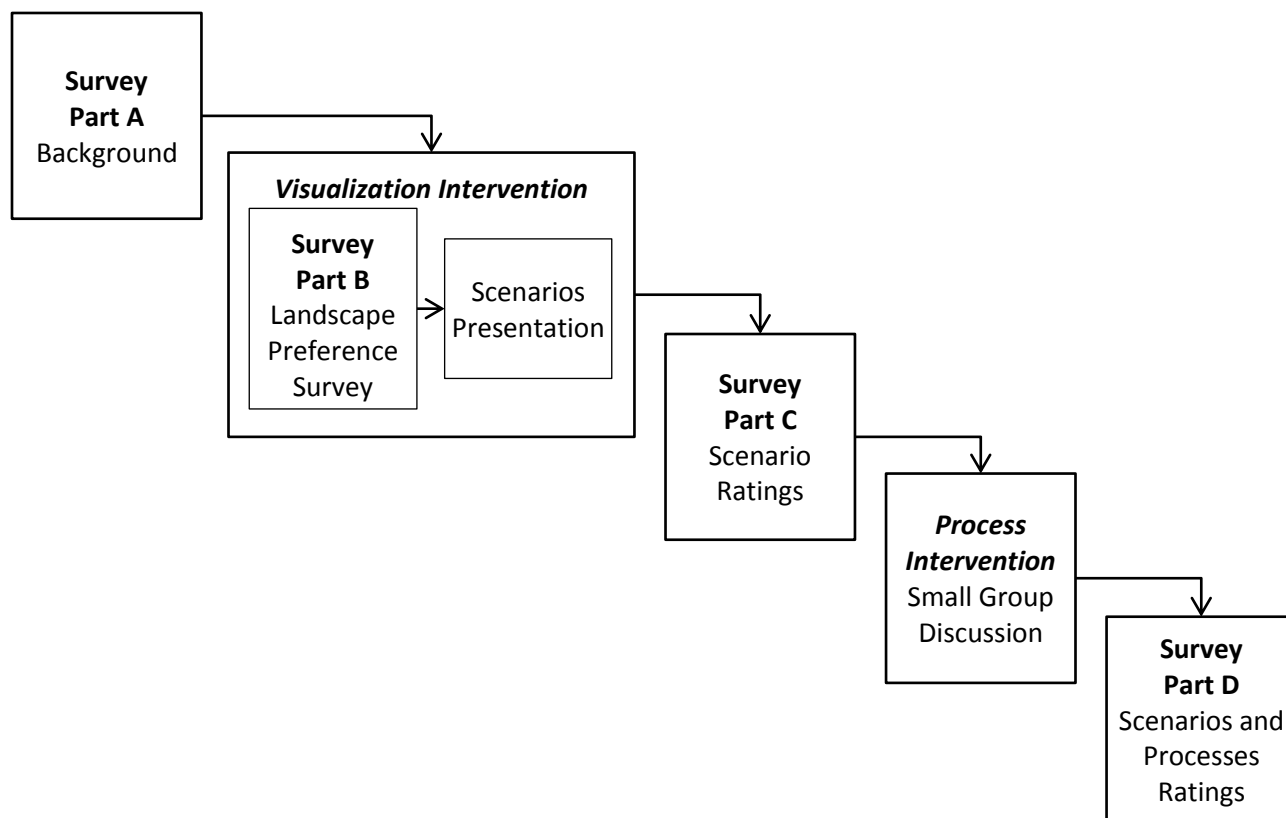 Survey
Part A
Background
Visualization Intervention
Survey
Part B
Landscape
Preference
Survey
Scenarios
Presentation
Survey
Part C
Scenario
Ratings
Process
Intervention
Small Group
Discussion
Survey
Part D
Scenarios and
Processes
Ratings